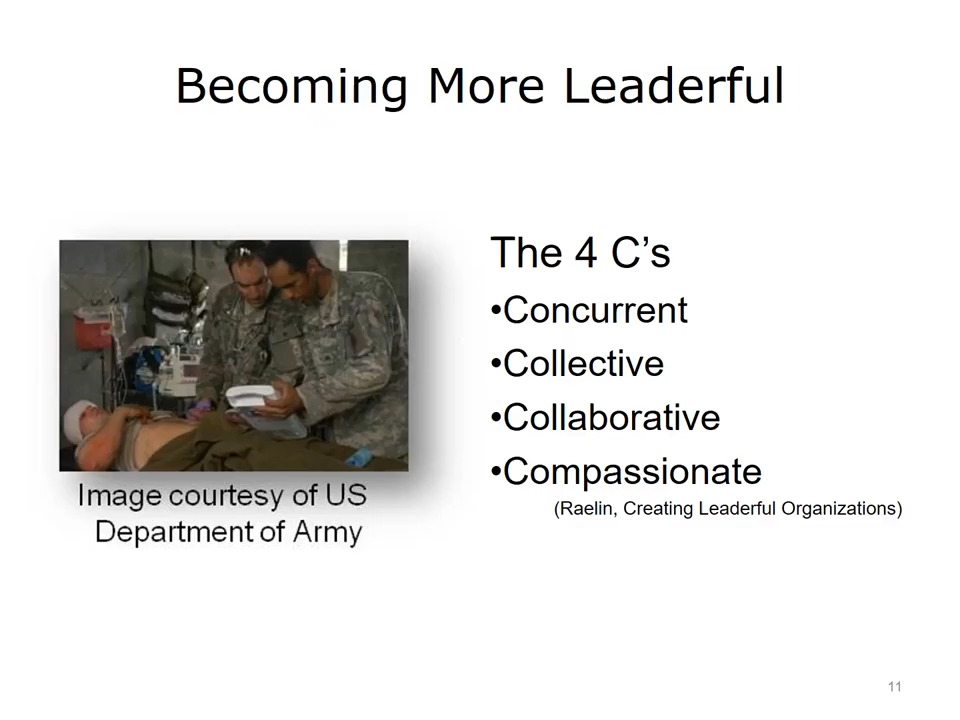 Becoming More Leaderful
The 4 C’s
•Concurrent
•Collective
•Collaborative
•Compassionate
(Raelin, Creating Leaderful Organizations)
Image courtesy of US
Department of Army
11